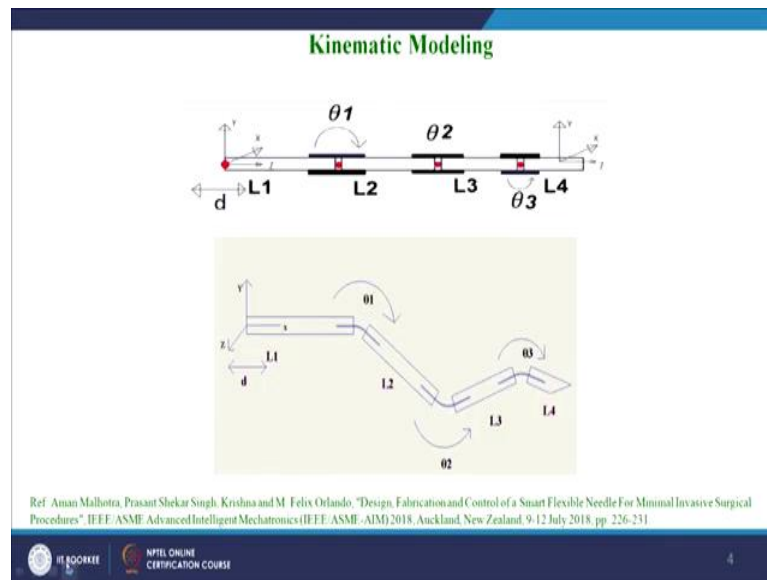 Kinematic Modeling
θ1
θ2
Y
X
Z
Y
X
L1
L2
L3
L4
d
θ3
Y
θ1
x
Z
L1
d
L2
θ3
L3
L4
θ2
Ref Aman Malhotra, Prasant Shekar Singh, Krishna and M Felix Orlando, "Design, Fabrication and Control of a Smart Flexible Needle For Minimal Invasive Surgical
Procedures", IEEE/ASME Advanced Intelligent Mechatronics (IEEE/ASME-AIM) 2018, Auckland, New Zealand, 9-12 July 2018, pp 226-231
IIT ROORKEE
NPTEL ONLINE
CERTIFICATION COURSE
4